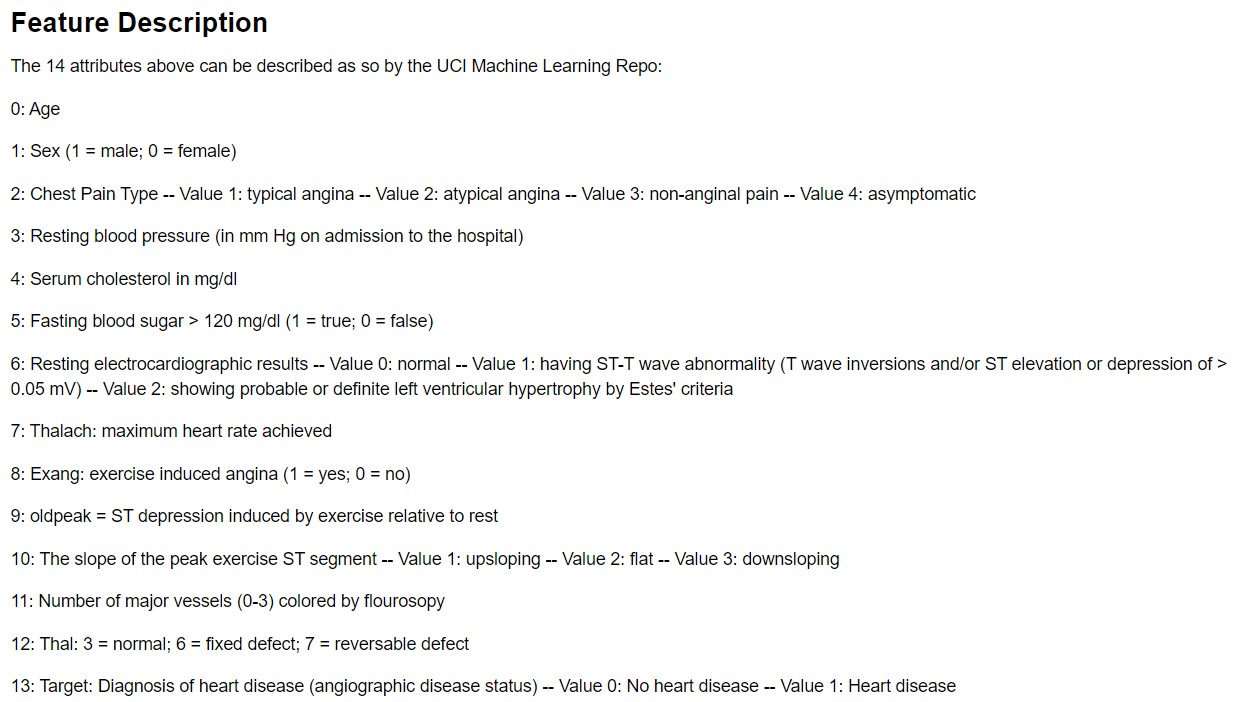 Feature Description
The 14 attributes above can be described as so by the UCI Machine Learning Repo:
0: Age
1: Sex (1 = male; 0 = female)
2: Chest Pain Type -- Value 1: typical angina -- Value 2: atypical angina -- Value 3: non-anginal pain -- Value 4: asymptomatic
3: Resting blood pressure (in mm Hg on admission to the hospital)
4: Serum cholesterol in mg/dl
5: Fasting blood sugar > 120 mg/dl (1 = true; 0 = false)
6: Resting electrocardiographic results -- Value 0: normal -- Value 1: having ST-T wave abnormality (T wave inversions and/or ST elevation or depression of >
0.05 mV) -- Value 2: showing probable or definite left ventricular hypertrophy by Estes' criteria
7: Thalach: maximum heart rate achieved
8: Exang: exercise induced angina (1 = yes; 0 = no)
9: oldpeak = ST depression induced by exercise relative to rest
10: The slope of the peak exercise ST segment -- Value 1: upsloping -- Value 2: flat -- Value 3: downsloping
11: Number of major vessels (0-3) colored by flourosopy
12: Thal: 3 = normal; 6 = fixed defect; 7 = reversable defect
13: Target: Diagnosis of heart disease (angiographic disease status) -- Value 0: No heart disease -- Value 1: Heart disease